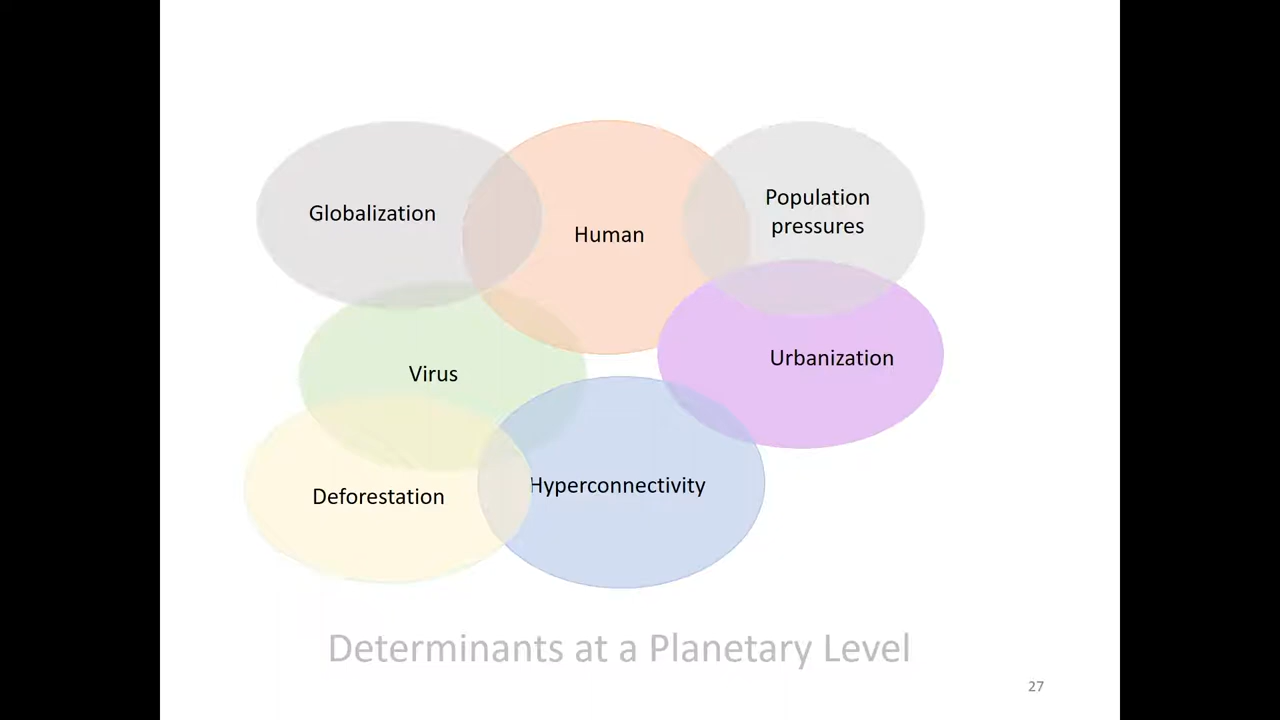 Globalization
Human
Population
pressures
Virus
Urbanization
Deforestation
Hyperconnectivity
Determinants at a Planetary Level
27